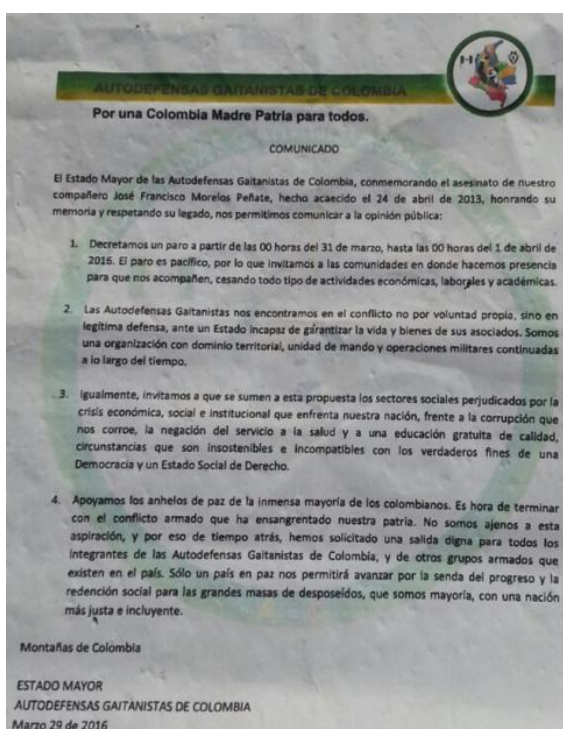 AUTODEFENSAS GAITANISTAS DE COLOMBIA
Por una Colombia Madre Patria para todos.
COMUNICADO
El Estado Mayor de las Autodefensas Gaitanistas de Colombia, conmemorando el asesinato de nuestro
compañero José Francisco Morelos Peñate, hecho acaecido el 24 de abril de 2013, honrando su
memoria y respetando su legado, nos permitimos comunicar a la opinión pública:
1. Decretamos un paro a partir de las 00 horas del 31 de marzo, hasta las 00 horas del 1 de abril de
2016. El paro es pacífico, por lo que invitamos a las comunidades en donde hacemos presencia
para que nos acompañen, cesando todo tipo de actividades económicas, laborales y académicas.
2. Las Autodefensas Gaitanistas nos encontramos en el conflicto no por voluntad propia, sino en
legítima defensa, ante un Estado incapaz de garantizar la vida y bienes de sus asociados. Somos
una organización con dominio territorial, unidad de mando y operaciones militares continuadas
a lo largo del tiempo.
3. Igualmente, invitamos a que se sumen a esta propuesta los sectores sociales perjudicados por la
crisis económica, social e institucional que enfrenta nuestra nación, frente a la corrupción que
nos corroe, la negación del servicio a la salud y a una educación gratuita de calidad,
circunstancias que son insostenibles e incompatibles con los verdaderos fines de una
Democracia y un Estado Social de Derecho.
4. Apoyamos los anhelos de paz de la inmensa mayoría de los colombianos. Es hora de terminar
con el conflicto armado que ha ensangrentado nuestra patria. No somos ajenos a esta
aspiración, y por eso de tiempo atrás, hemos solicitado una salida digna para todos los
integrantes de las Autodefensas Gaitanistas de Colombia, y de otros grupos armados que
existen en el país. Sólo un país en paz nos permitirá avanzar por la senda del progreso y la
redención social para las grandes masas de desposeídos, que somos mayoría, con una nación
más justa e incluyente.
Montañas de Colombia
ESTADO MAYOR
AUTODEFENSAS GAITANISTAS DE COLOMBIA
Marzo 29 de 2016